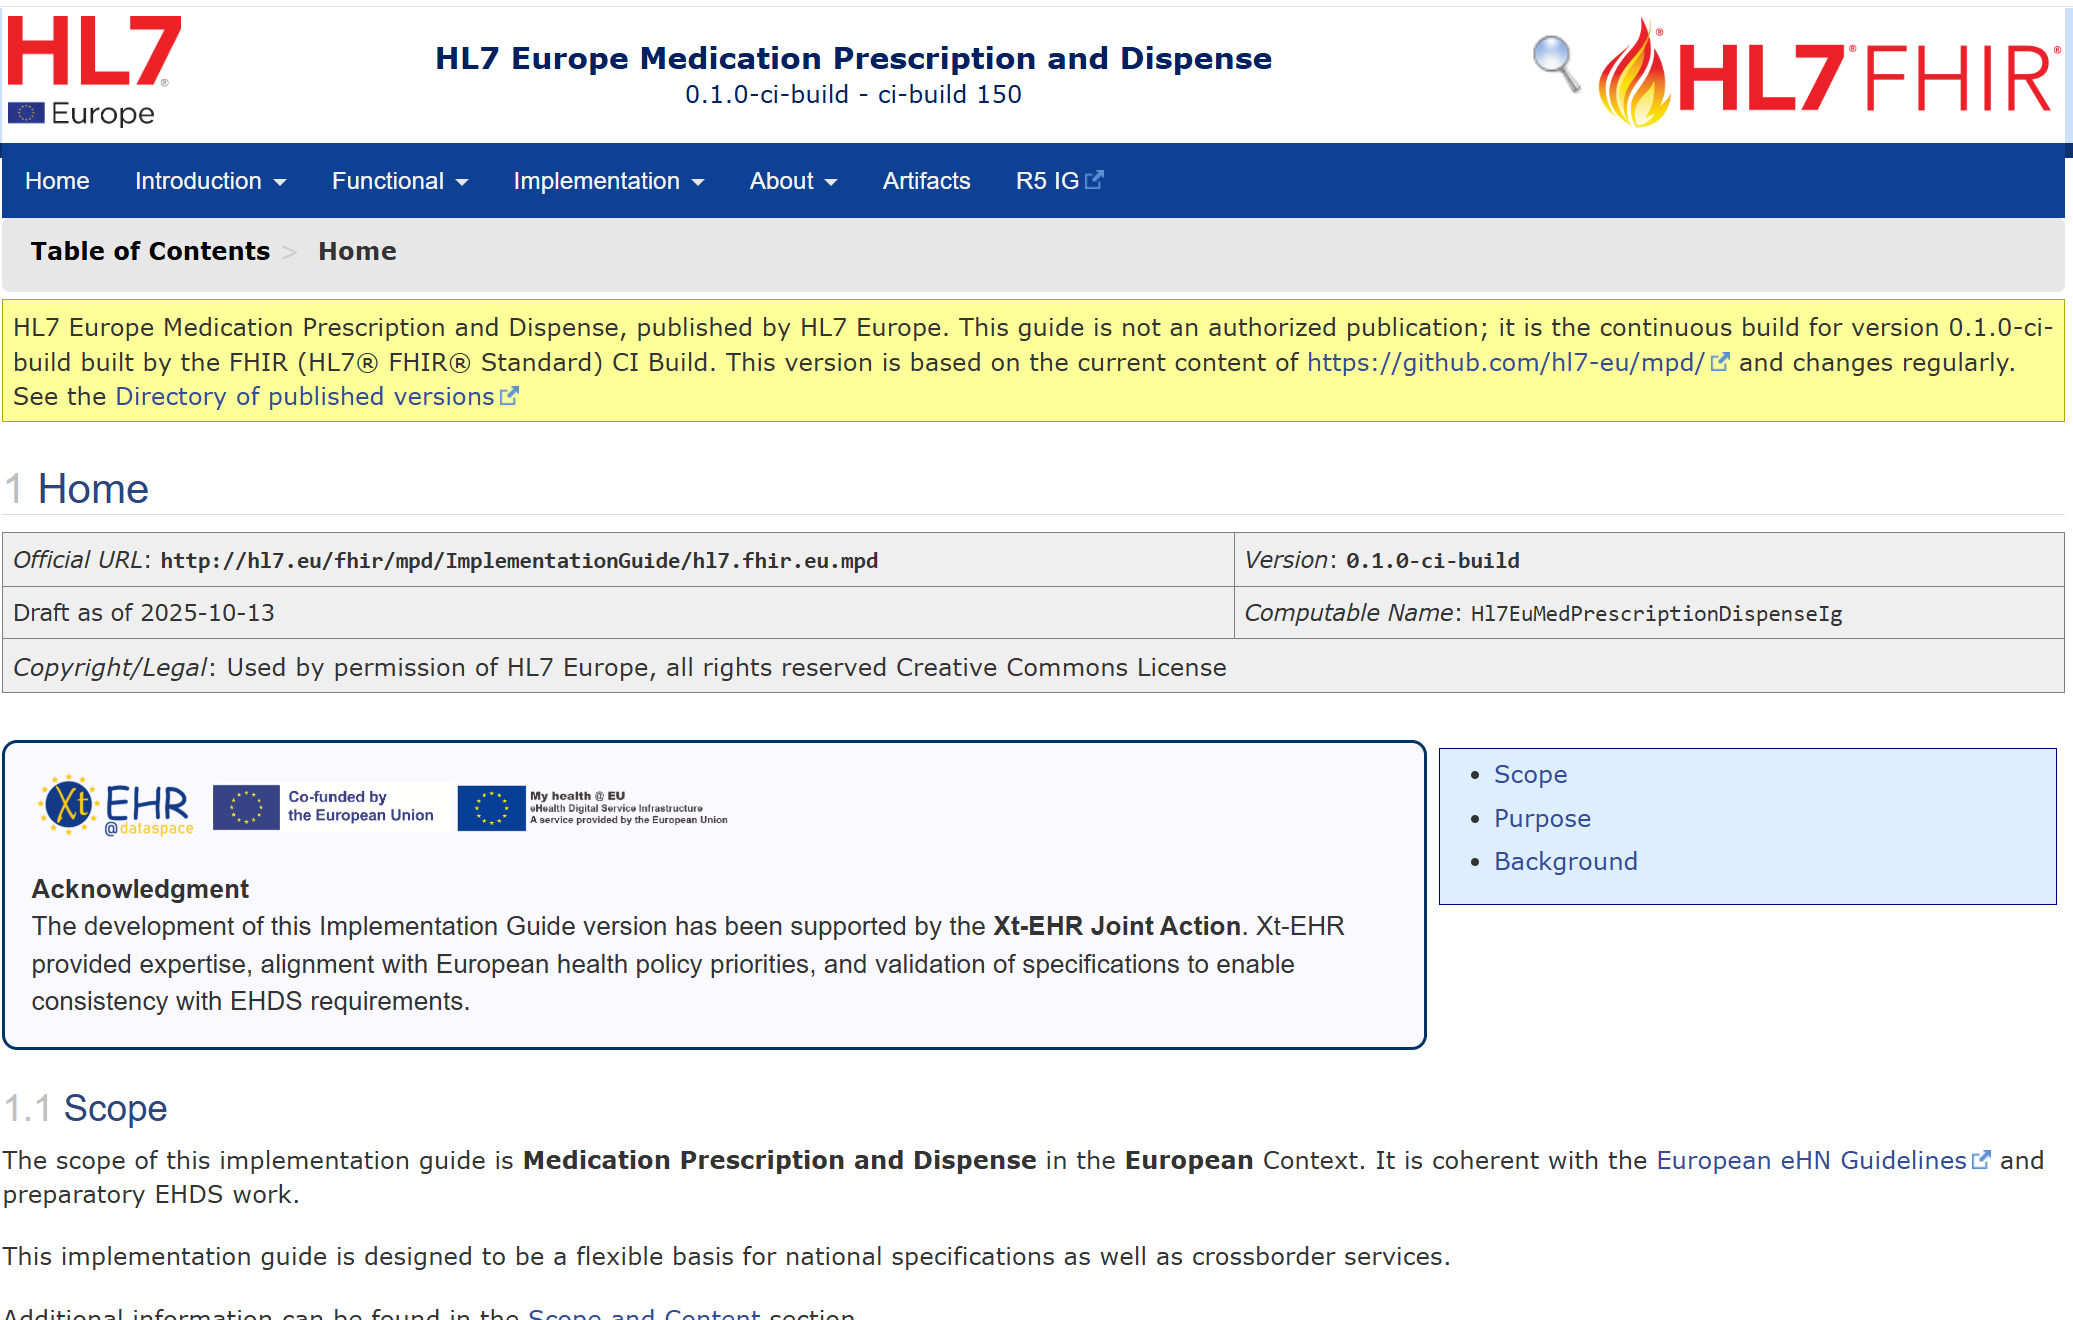 HL7®
Europe
HL7 Europe Medication Prescription and Dispense
0.1.0-ci-build - ci-build 150
® HL7® FHIR®
Home Introduction Functional Implementation About Artifacts R5 IG
Table of Contents > Home
HL7 Europe Medication Prescription and Dispense, published by HL7 Europe. This guide is not an authorized publication; it is the continuous build for version 0.1.0-ci-
build built by the FHIR (HL7® FHIR® Standard) CI Build. This version is based on the current content of https://github.com/hl7-eu/mpd/ and changes regularly.
See the Directory of published versions
1 Home
Official URL: http://hl7.eu/fhir/mpd/ImplementationGuide/hl7.fhir.eu.mpd Version: 0.1.0-ci-build
Draft as of 2025-10-13 Computable Name: Hl7EuMedPrescriptionDispenseIg
Copyright/Legal: Used by permission of HL7 Europe, all rights reserved Creative Commons License
Xt EHR
@dataspace
Co-funded by
the European Union
My health @ EU
eHealth Digital Service Infrastructure
A service provided by the European Union
Acknowledgment
The development of this Implementation Guide version has been supported by the Xt-EHR Joint Action. Xt-EHR
provided expertise, alignment with European health policy priorities, and validation of specifications to enable
consistency with EHDS requirements.
Scope
Purpose
Background
1.1 Scope
The scope of this implementation guide is Medication Prescription and Dispense in the European Context. It is coherent with the European eHN Guidelines and
preparatory EHDS work.
This implementation guide is designed to be a flexible basis for national specifications as well as crossborder services.
Additional information can be found in the Scope and Content section.